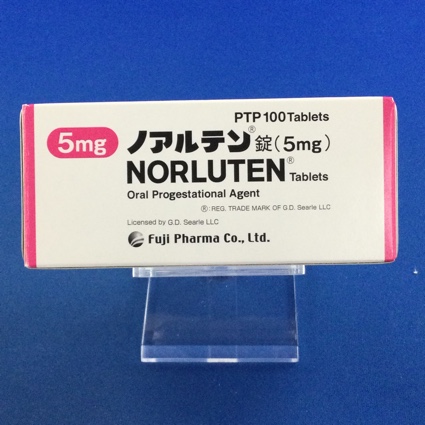 PTP 100 Tablets
5mg
ノアルテン®錠(5mg)
NORLUTEN® Tablets
Oral Progestational Agent
®: REG. TRADE MARK OF G.D. Searle LLC
Licensed by G.D. Searle LLC
Fuji Pharma Co., Ltd.